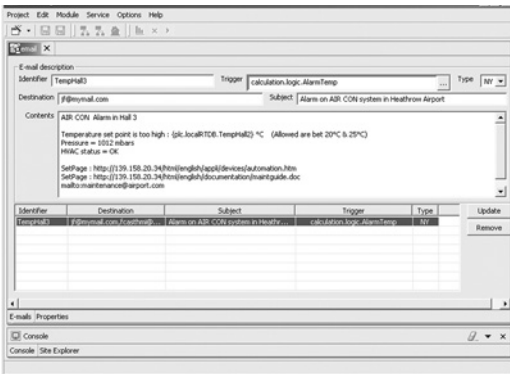 Project Edit Module Service Options Help
email
E-mail description
Identifier TempHall3 Trigger calculation.logic.AlarmTemp ... Type NY
Destination jf@mymail.com Subject Alarm on AIR CON system in Heathrow Airport
Contents AIR CON Alarm in Hall 3
Temperature set point is too high : {plc.localRTDB.TempHall2} °C (Allowed are bet 20°C & 25°C)
Pressure = 1012 mbars
HVAC status = OK
SetPage : http://139.158.20.34/html/english/appli/devices/automation.htm
SetPage : http://139.158.20.34/html/english/documentation/maintguide.doc
mailto:maintenance@airport.com
Identifier Destination Subject Trigger Type Update
TempHall3 jf@mymail.com, Alarm on AIR CON system in Heathr... calculation.logic.AlarmTemp NY
Remove
E-mails Properties
Console
Console Site Explorer